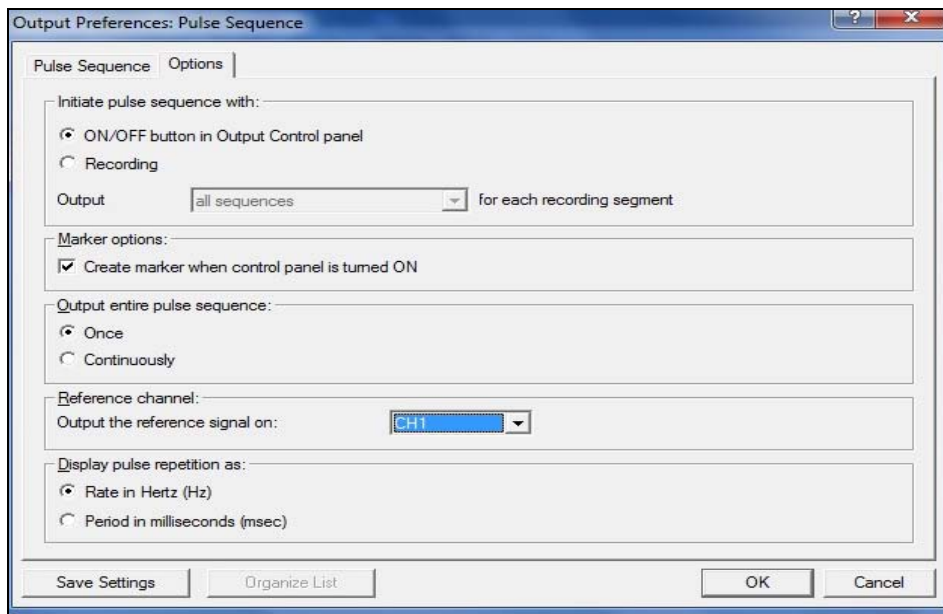 Output Preferences: Pulse Sequence
?
Pulse Sequence Options
Initiate pulse sequence with:
ON/OFF button in Output Control panel
Recording
Output all sequences for each recording segment
Marker options:
Create marker when control panel is turned ON
Output entire pulse sequence:
Once
Continuously
Reference channel:
Output the reference signal on: CH1
Display pulse repetition as:
Rate in Hertz (Hz)
Period in milliseconds (msec)
Save Settings Organize List OK Cancel